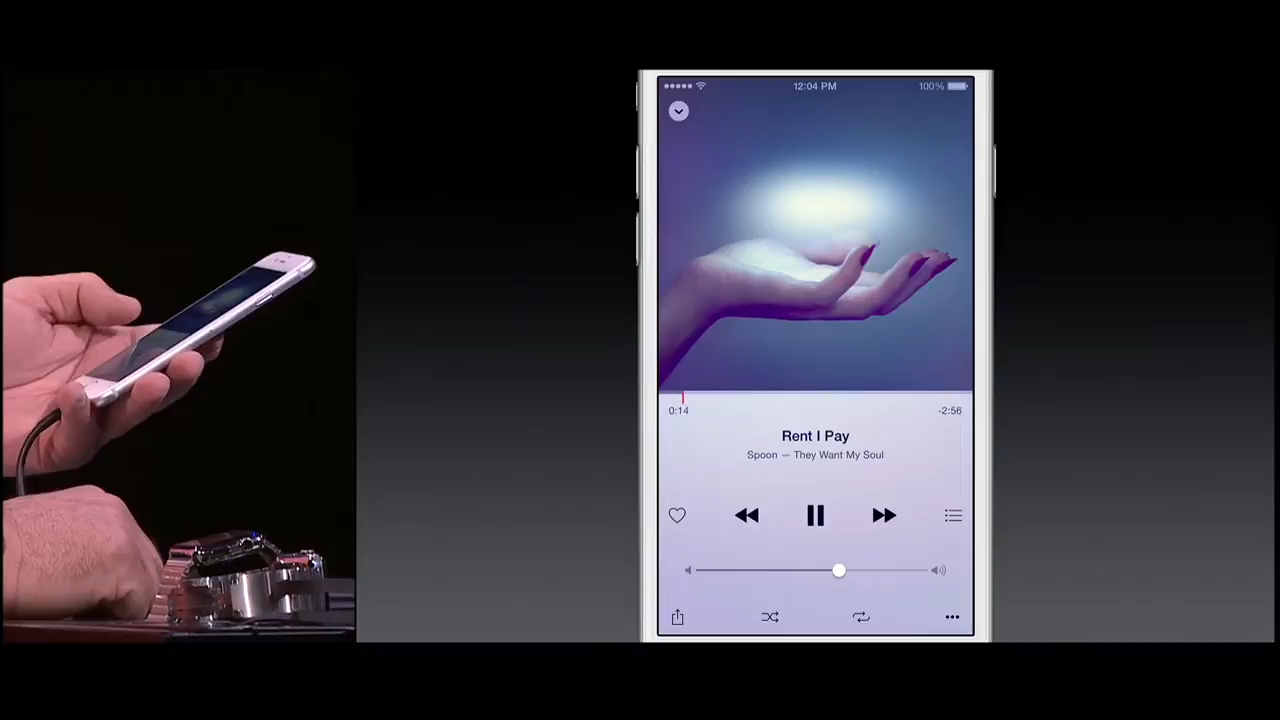 12:04 PM
100%
0:14
-2:56
Rent I Pay
Spoon — They Want My Soul